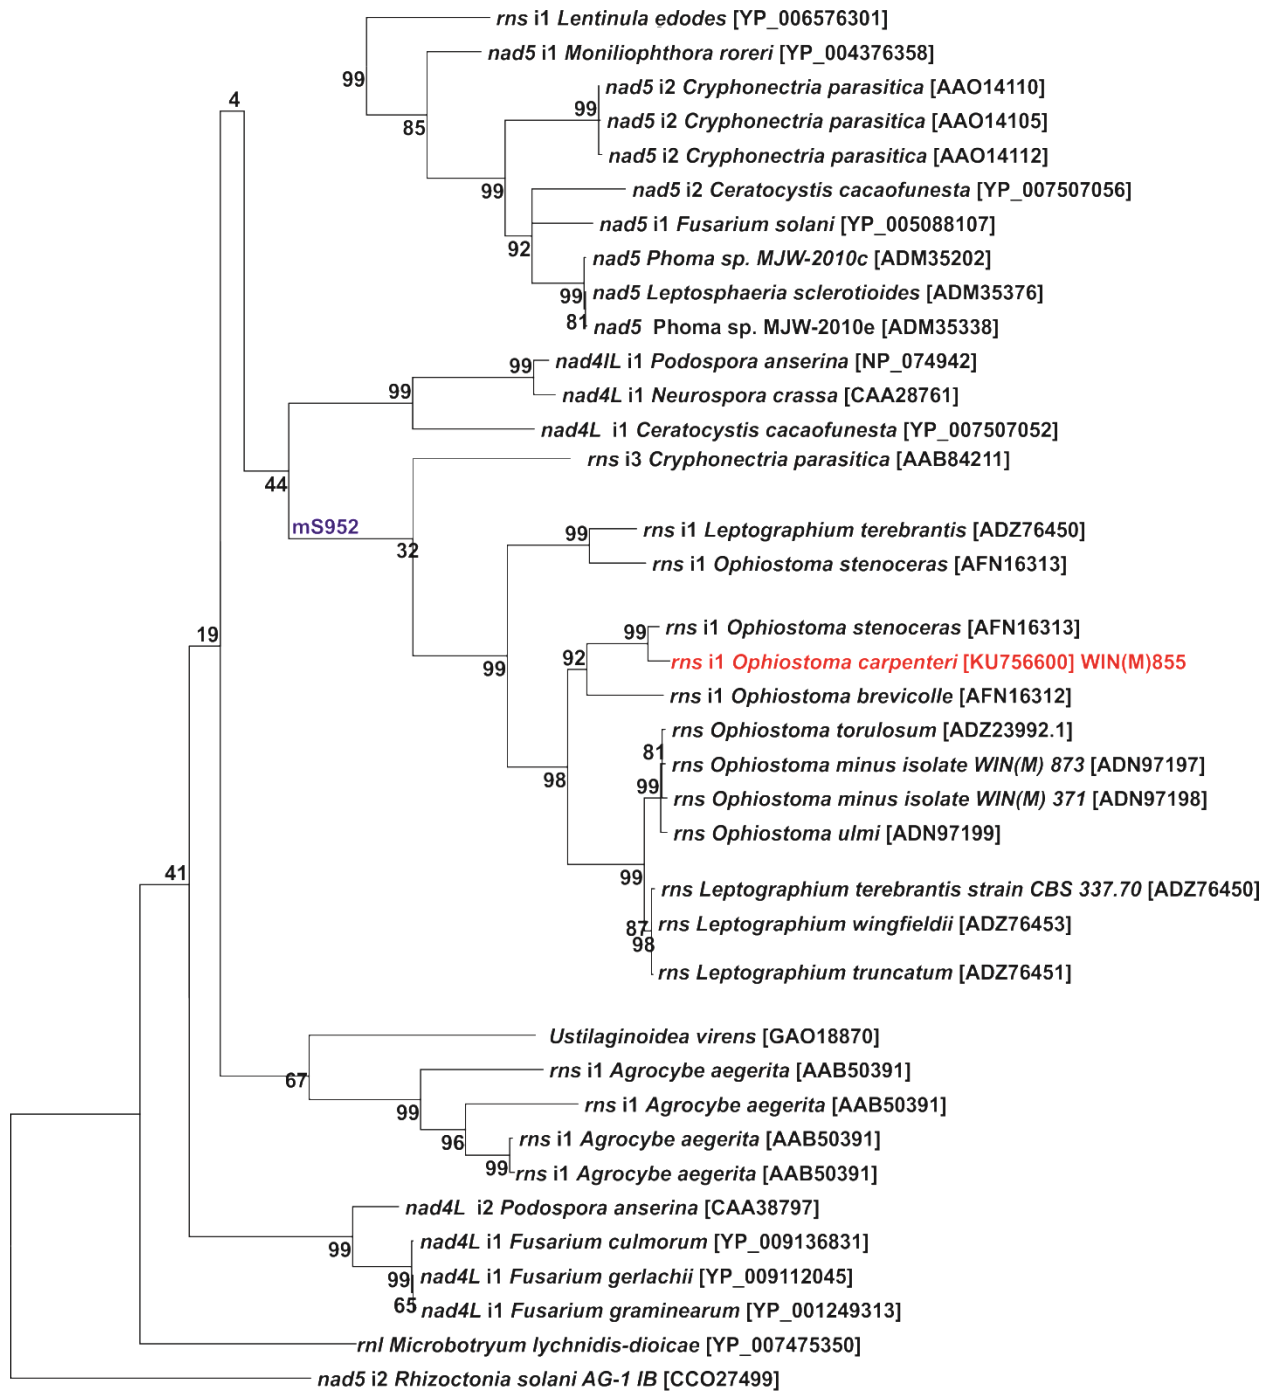 rns i1 Lentinula edodes [YP_006576301]
nad5 i1 Moniliophthora roreri [YP_004376358]
99
nad5 i2 Cryphonectria parasitica [AAO14110]
4
99
nad5 i2 Cryphonectria parasitica [AAO14105]
85
nad5 i2 Cryphonectria parasitica [AAO14112]
99
nad5 i2 Ceratocystis cacaofunesta [YP_007507056]
nad5 i1 Fusarium solani [YP_005088107]
92
nad5 Phoma sp. MJW-2010c [ADM35202]
99
nad5 Leptosphaeria sclerotioides [ADM35376]
81
nad5 Phoma sp. MJW-2010e [ADM35338]
99
nad4lL i1 Podospora anserina [NP_074942]
99
nad4L i1 Neurospora crassa [CAA28761]
nad4L i1 Ceratocystis cacaofunesta [YP_007507052]
rns i3 Cryphonectria parasitica [AAB84211]
44
mS952
32
99
rns i1 Leptographium terebrantis [ADZ76450]
rns i1 Ophiostoma stenoceras [AFN16313]
19
99
rns i1 Ophiostoma stenoceras [AFN16313]
99
92
rns i1 Ophiostoma carpenteri [KU756600] WIN(M)855
rns i1 Ophiostoma brevicolle [AFN16312]
rns Ophiostoma torulosum [ADZ23992.1]
81
rns Ophiostoma minus isolate WIN(M) 873 [ADN97197]
98
99
rns Ophiostoma minus isolate WIN(M) 371 [ADN97198]
rns Ophiostoma ulmi [ADN97199]
41
99
rns Leptographium terebrantis strain CBS 337.70 [ADZ76450]
87
rns Leptographium wingfieldii [ADZ76453]
98
rns Leptographium truncatum [ADZ76451]
Ustilaginoidea virens [GAO18870]
67
rns i1 Agrocybe aegerita [AAB50391]
99
rns i1 Agrocybe aegerita [AAB50391]
96
rns i1 Agrocybe aegerita [AAB50391]
99
rns i1 Agrocybe aegerita [AAB50391]
nad4L i2 Podospora anserina [CAA38797]
99
nad4L i1 Fusarium culmorum [YP_009136831]
99
nad4L i1 Fusarium gerlachii [YP_009112045]
65
nad4L i1 Fusarium graminearum [YP_001249313]
rnl Microbotryum lychnidis-dioicae [YP_007475350]
nad5 i2 Rhizoctonia solani AG-1 IB [CCO27499]